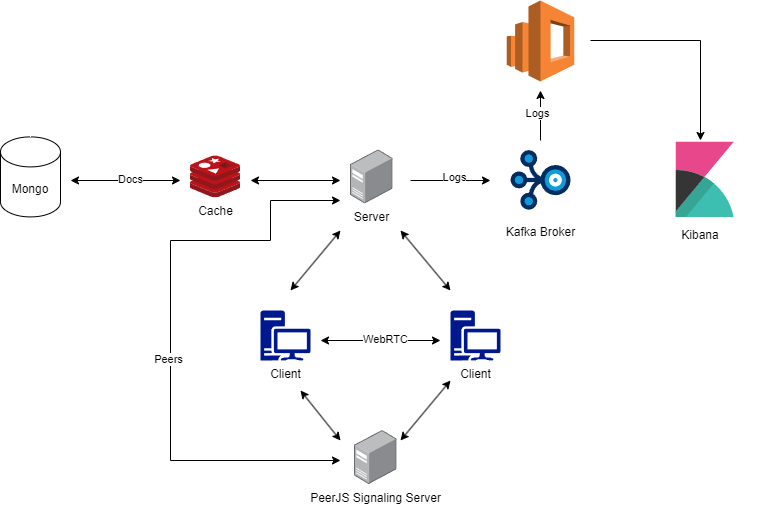 Logs
Mongo
Docs
Cache
Server
Logs
Kafka Broker
Kibana
Peers
WebRTC
Client
Client
PeerJS Signaling Server